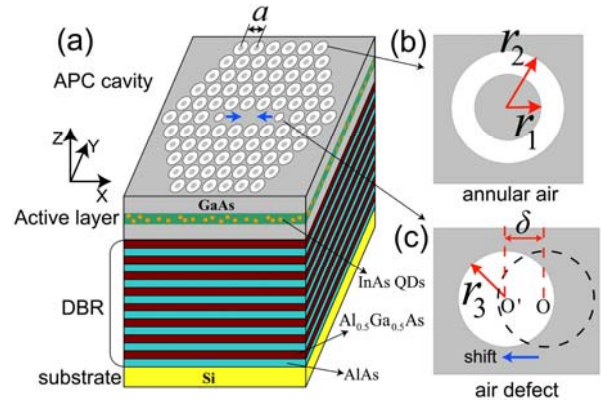 (a)
a
APC cavity
Z
Y
X
GaAs
Active layer
InAs QDs
DBR
Al0.5Ga0.5As
AlAs
substrate
Si
(b)
r2
r1
annular air
(c)
δ
r3
O'
O
shift
air defect